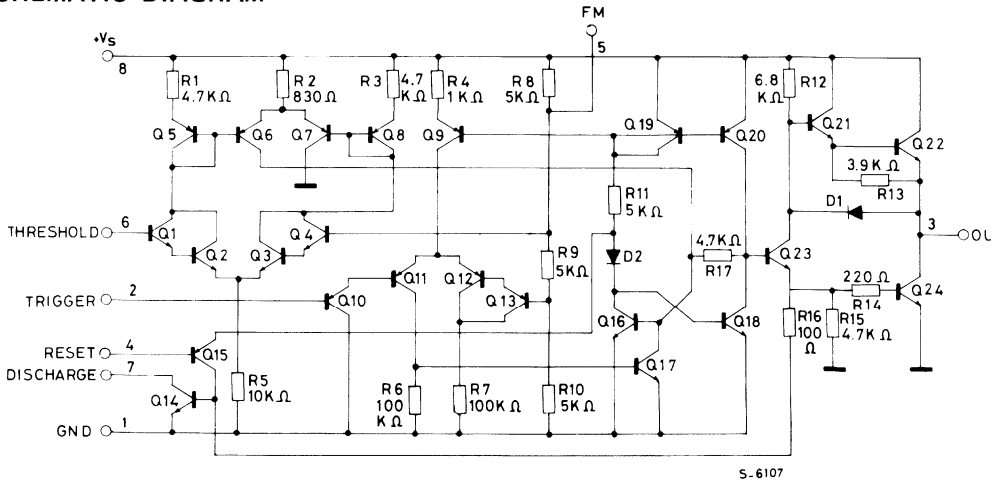 SCHEMATIC DIAGRAM
FM
5
+Vs
8
R1
4.7KΩ
R2
830Ω
R3
4.7
KΩ
R4
1KΩ
R8
5KΩ
6.8
KΩ
R12
Q5
Q6
Q7
Q8
Q9
Q19
Q20
Q21
Q22
3.9KΩ
R13
R11
5KΩ
D1
THRESHOLD
6
Q1
Q2
Q3
Q4
R9
5KΩ
D2
4.7KΩ
R17
Q23
3
OU
TRIGGER
2
Q10
Q11
Q12
Q13
Q16
Q18
220Ω
R14
Q24
R16
100
Ω
R15
4.7KΩ
RESET
4
Q15
Q17
DISCHARGE
7
Q14
R5
10KΩ
R6
100
KΩ
R7
100KΩ
R10
5KΩ
GND
1
S-6107